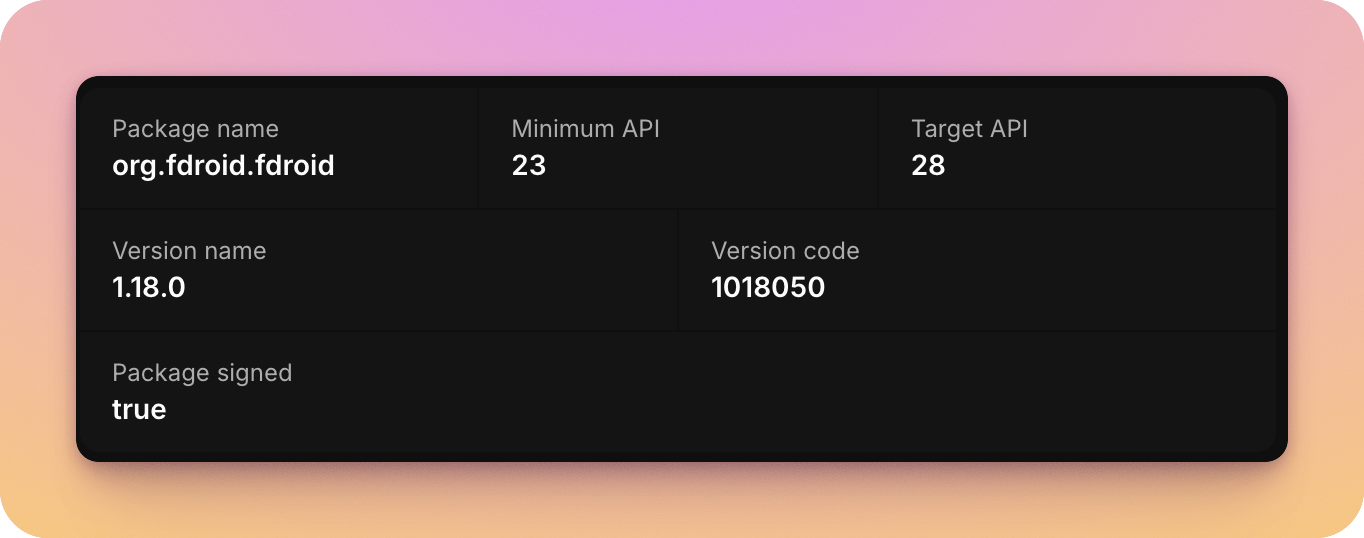 Package name
org.fdroid.fdroid
Minimum API
23
Target API
28
Version name
1.18.0
Version code
1018050
Package signed
true